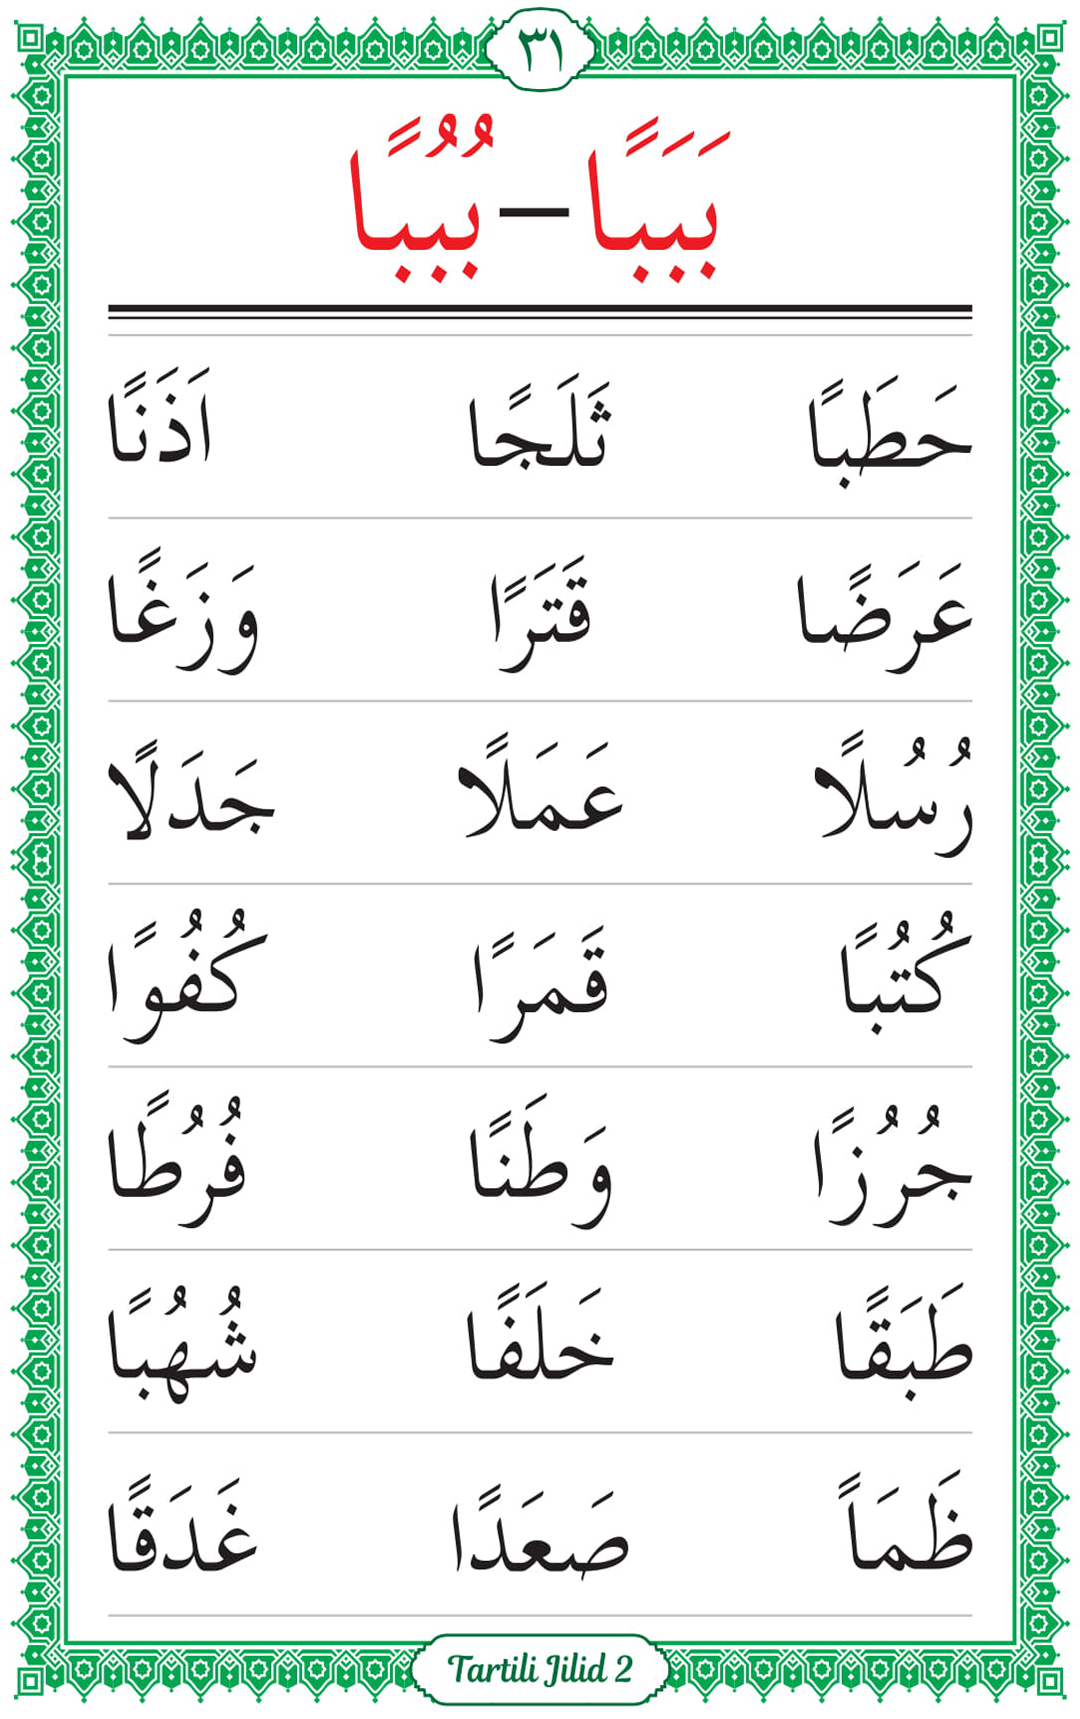 ٣١
بَبَبًا – بُبُبًا
حَطَبًا ثَلَجًا اَذَنًا
عَرَضًا قَتَرًا وَزَغًا
رُسُلًا عَمَلًا جَدَلًا
كُتُبًا قَمَرًا كُفُوًا
جُرُزًا وَطَنًا فُرُطًا
طَبَقًا خَلَفًا شُهُبًا
ظَمَاً صَعَدًا غَدَقًا
Tartili Jilid 2